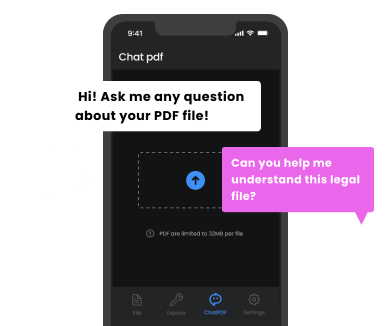 9:41
Chat pdf
Hi! Ask me any question
about your PDF file!
Can you help me
understand this legal
file?
PDF are limited to 32MB per file
File
Explore
ChatPDF
Settings